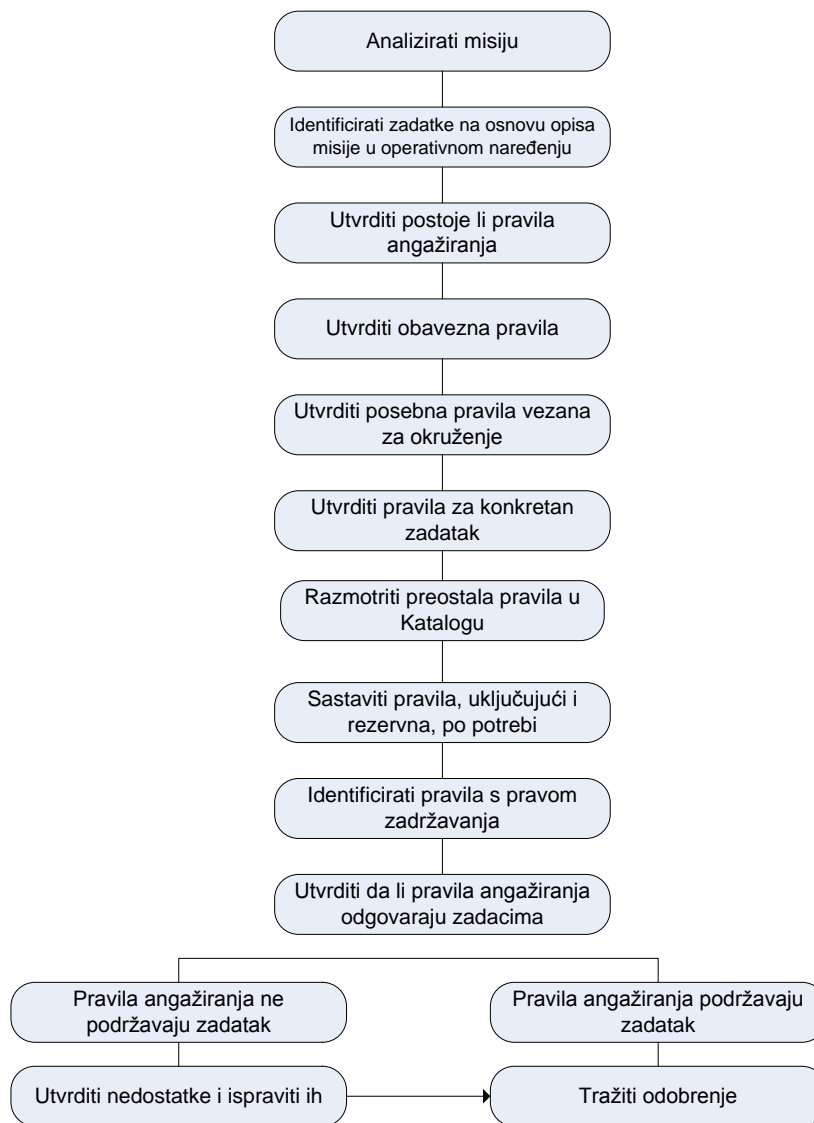 Analizirati misiju
Identificirati zadatke na osnovu opisa
misije u operativnom naređenju
Utvrditi postoje li pravila
angažiranja
Utvrditi obavezna pravila
Utvrditi posebna pravila vezana
za okruženje
Utvrditi pravila za konkretan
zadatak
Razmotriti preostala pravila u
Katalogu
Sastaviti pravila, uključujući i
rezervna, po potrebi
Identificirati pravila s pravom
zadržavanja
Utvrditi da li pravila angažiranja
odgovaraju zadacima
Pravila angažiranja ne
podržavaju zadatak
Pravila angažiranja podržavaju
zadatak
Utvrditi nedostatke i ispraviti ih
Tražiti odobrenje